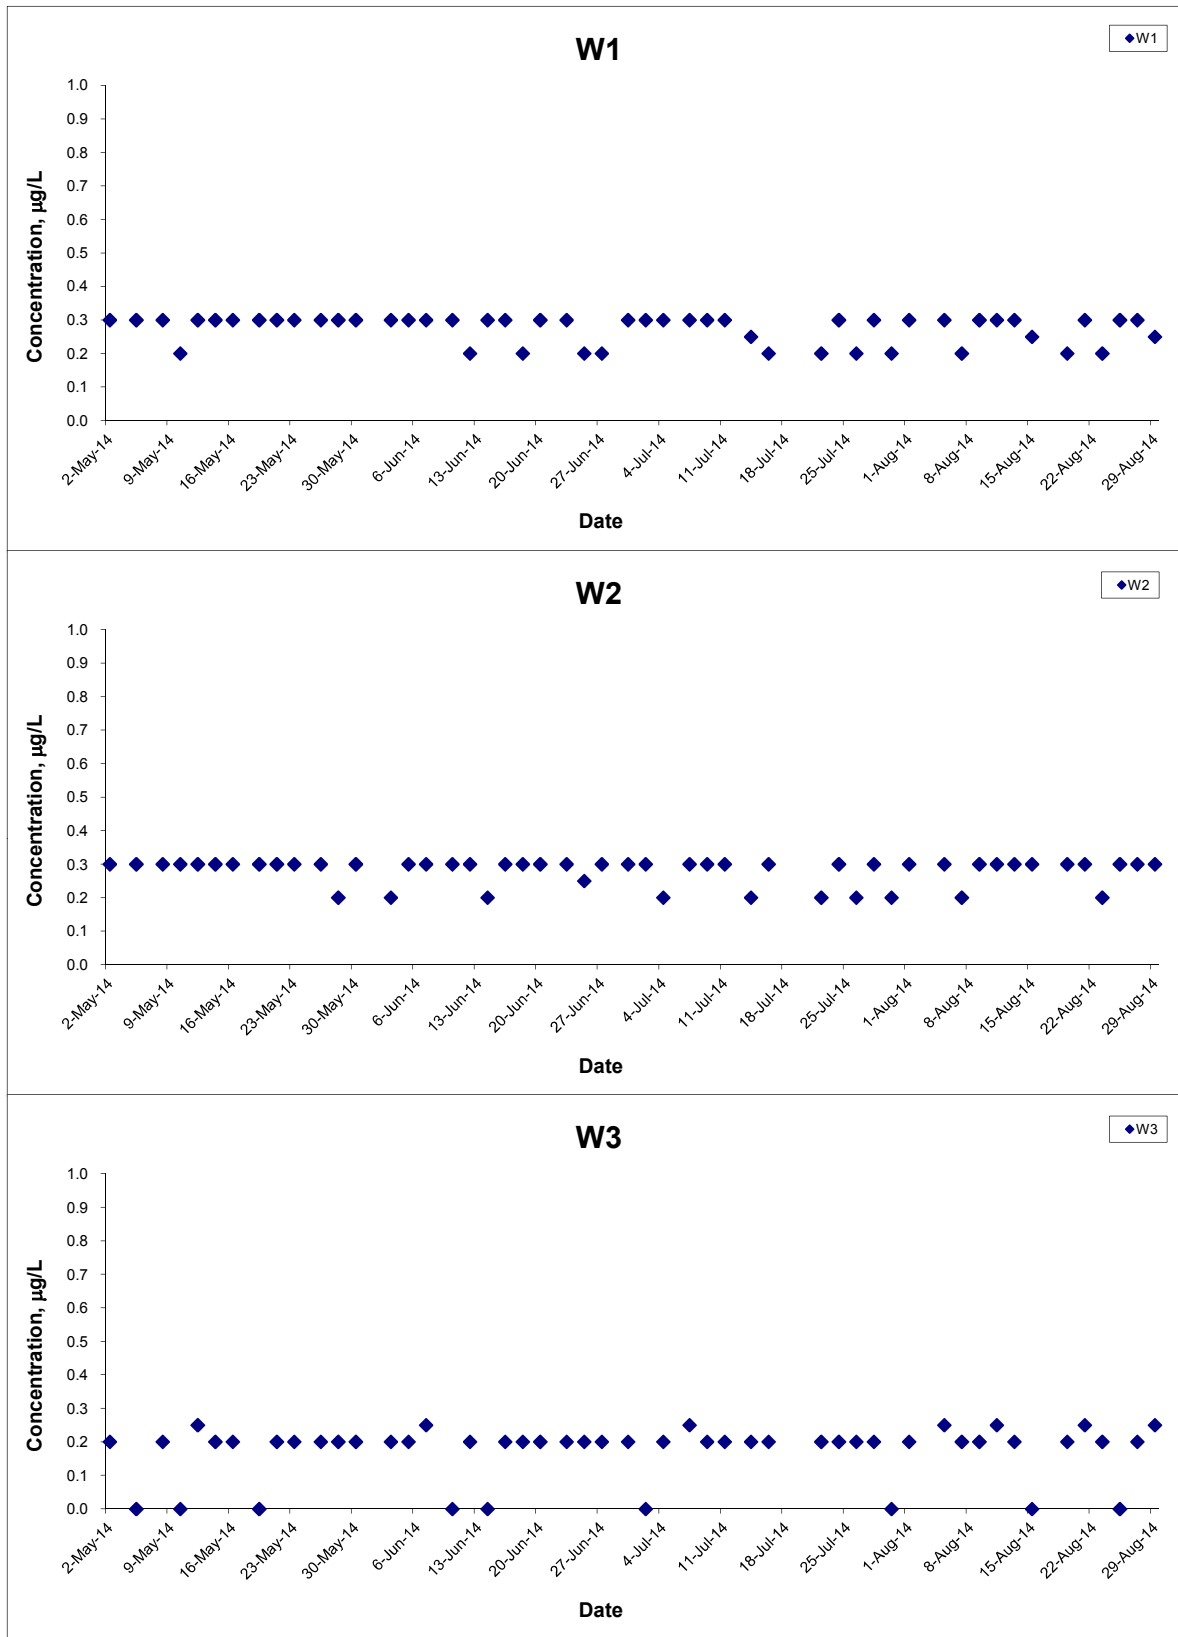 W1
W1
1.0
0.9
0.8
0.7
0.6
0.5
0.4
0.3
0.2
0.1
0.0
Concentration, µg/L
2-May-14
9-May-14
16-May-14
23-May-14
30-May-14
6-Jun-14
13-Jun-14
20-Jun-14
27-Jun-14
4-Jul-14
11-Jul-14
18-Jul-14
25-Jul-14
1-Aug-14
8-Aug-14
15-Aug-14
22-Aug-14
29-Aug-14
Date
W2
W2
1.0
0.9
0.8
0.7
0.6
0.5
0.4
0.3
0.2
0.1
0.0
Concentration, µg/L
2-May-14
9-May-14
16-May-14
23-May-14
30-May-14
6-Jun-14
13-Jun-14
20-Jun-14
27-Jun-14
4-Jul-14
11-Jul-14
18-Jul-14
25-Jul-14
1-Aug-14
8-Aug-14
15-Aug-14
22-Aug-14
29-Aug-14
Date
W3
W3
1.0
0.9
0.8
0.7
0.6
0.5
0.4
0.3
0.2
0.1
0.0
Concentration, µg/L
2-May-14
9-May-14
16-May-14
23-May-14
30-May-14
6-Jun-14
13-Jun-14
20-Jun-14
27-Jun-14
4-Jul-14
11-Jul-14
18-Jul-14
25-Jul-14
1-Aug-14
8-Aug-14
15-Aug-14
22-Aug-14
29-Aug-14
Date